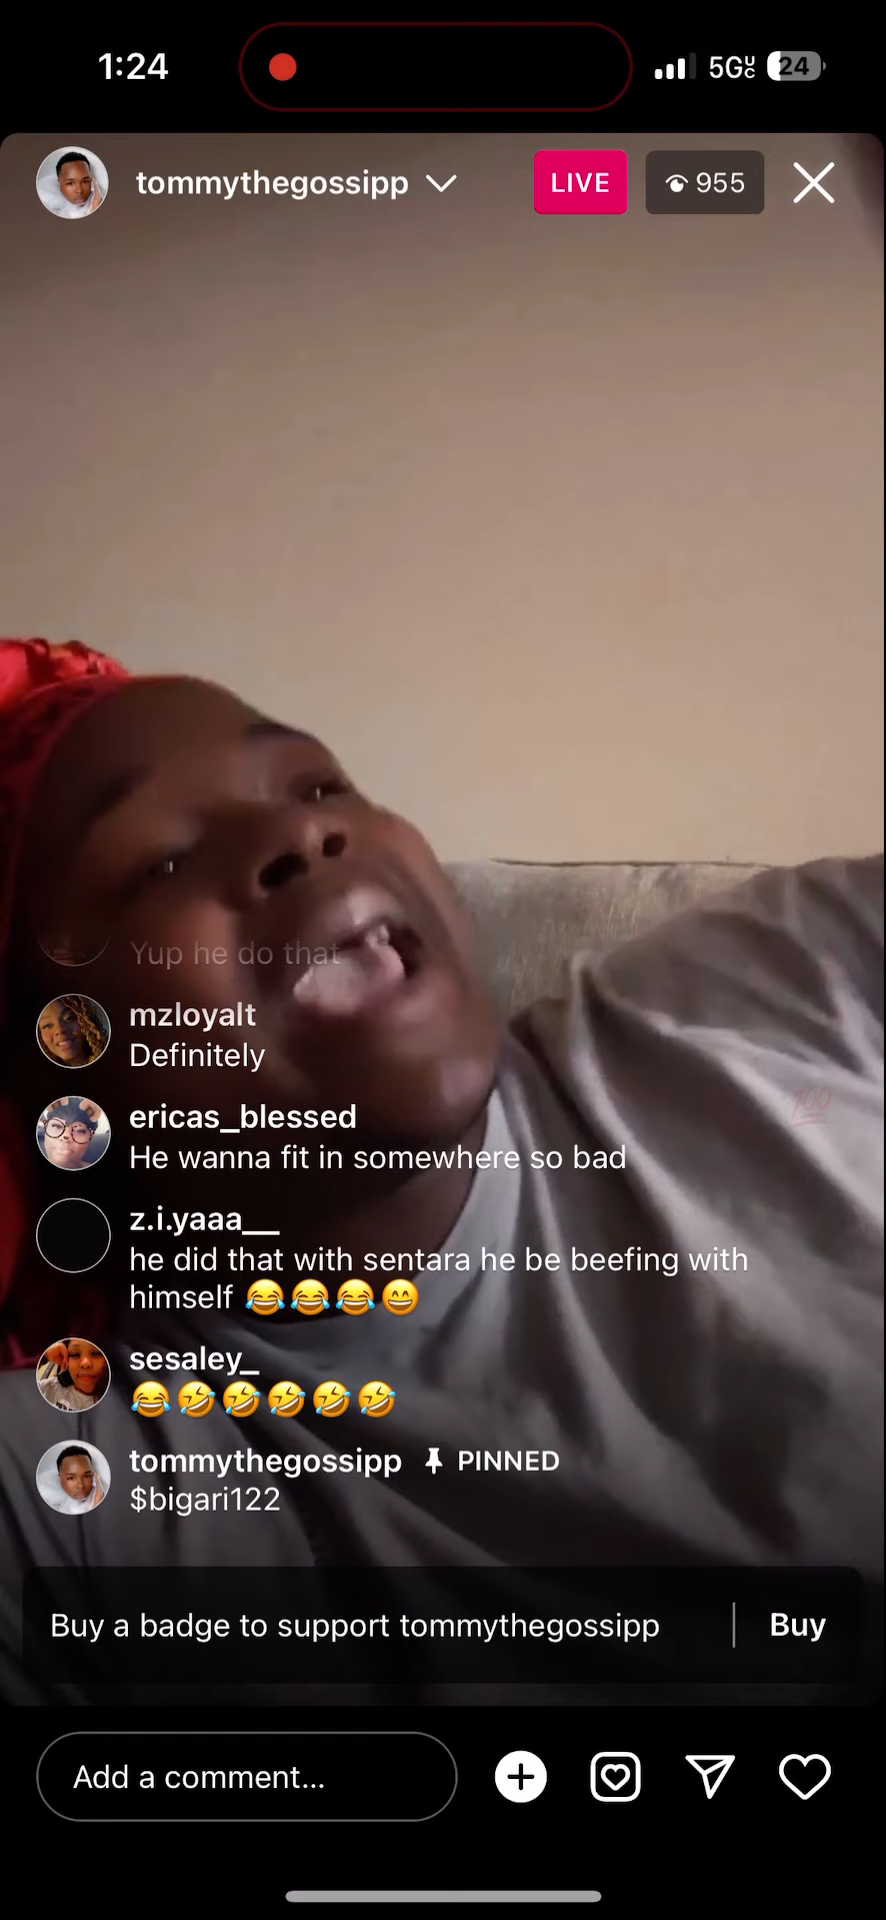 1:24
5GUC 24
tommythegossipp
LIVE
955
Yup he do that
mzloyalt
Definitely
ericas_blessed
He wanna fit in somewhere so bad
z.i.yaaa__
he did that with sentara he be beefing with
himself 😂😂😂😄
💯
sesaley_
😂🤣🤣🤣🤣🤣
tommythegossipp PINNED
$bigari122
Buy a badge to support tommythegossipp
Buy
Add a comment...